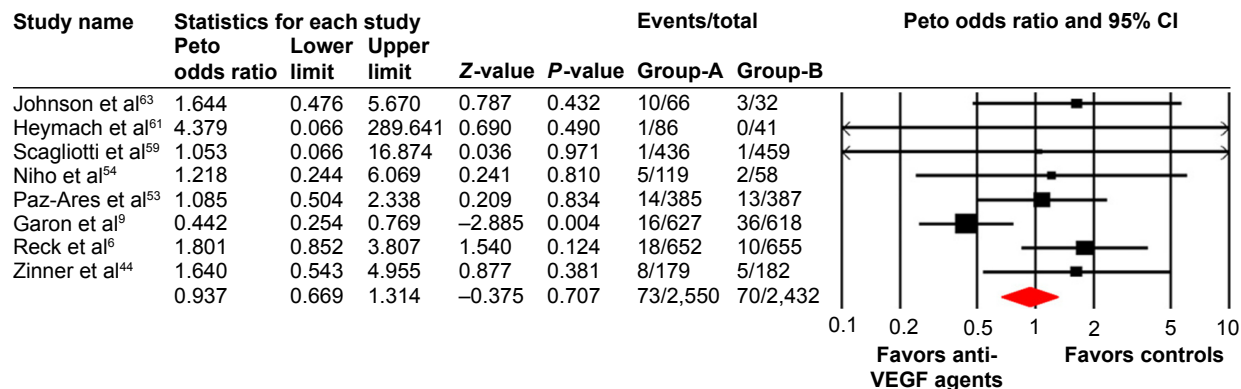 Study name Statistics for each study Events/total Peto odds ratio and 95% CI
Peto Lower Upper
odds ratio limit limit Z-value P-value Group-A Group-B
Johnson et al⁶³ 1.644 0.476 5.670 0.787 0.432 10/66 3/32
Heymach et al⁶¹ 4.379 0.066 289.641 0.690 0.490 1/86 0/41
Scagliotti et al⁵⁹ 1.053 0.066 16.874 0.036 0.971 1/436 1/459
Niho et al⁵⁴ 1.218 0.244 6.069 0.241 0.810 5/119 2/58
Paz-Ares et al⁵³ 1.085 0.504 2.338 0.209 0.834 14/385 13/387
Garon et al⁹ 0.442 0.254 0.769 –2.885 0.004 16/627 36/618
Reck et al⁶ 1.801 0.852 3.807 1.540 0.124 18/652 10/655
Zinner et al⁴⁴ 1.640 0.543 4.955 0.877 0.381 8/179 5/182
0.937 0.669 1.314 –0.375 0.707 73/2,550 70/2,432
0.1 0.2 0.5 1 2 5 10
Favors anti- Favors controls
VEGF agents